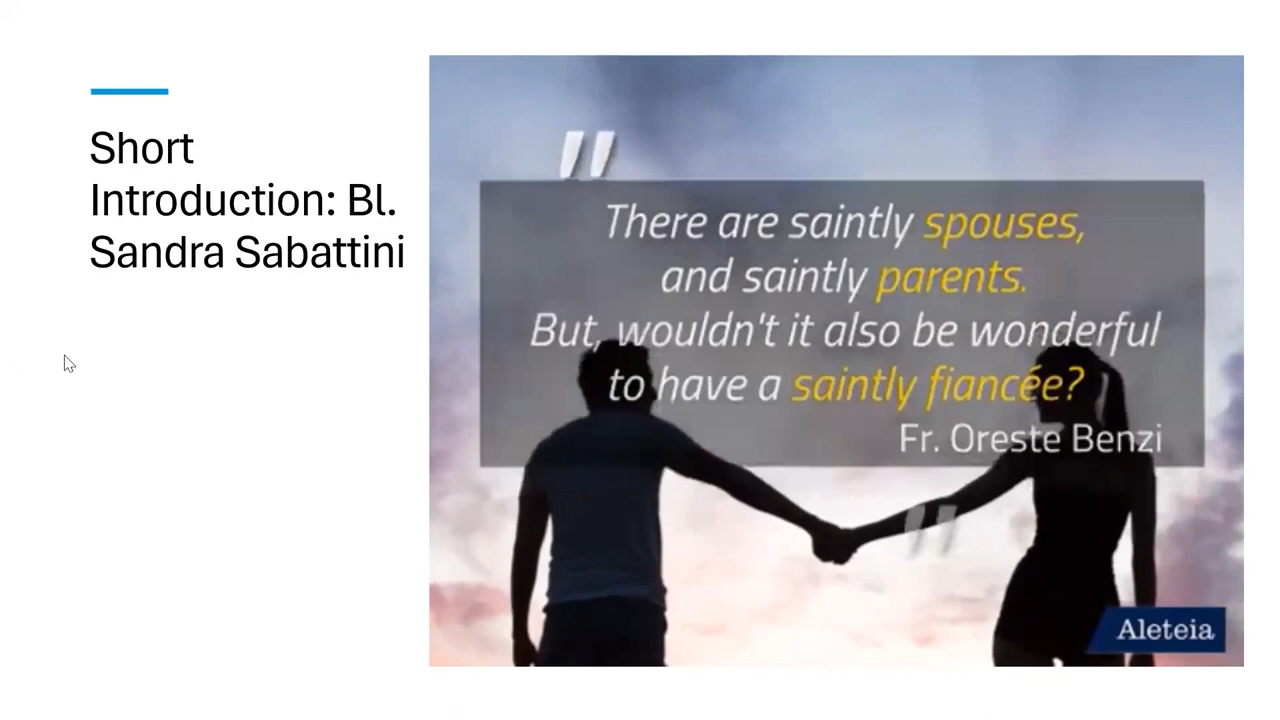 Short
Introduction: Bl.
Sandra Sabattini
"
There are saintly spouses,
and saintly parents.
But, wouldn't it also be wonderful
to have a saintly fiancée?
Fr. Oreste Benzi
"
Aleteia